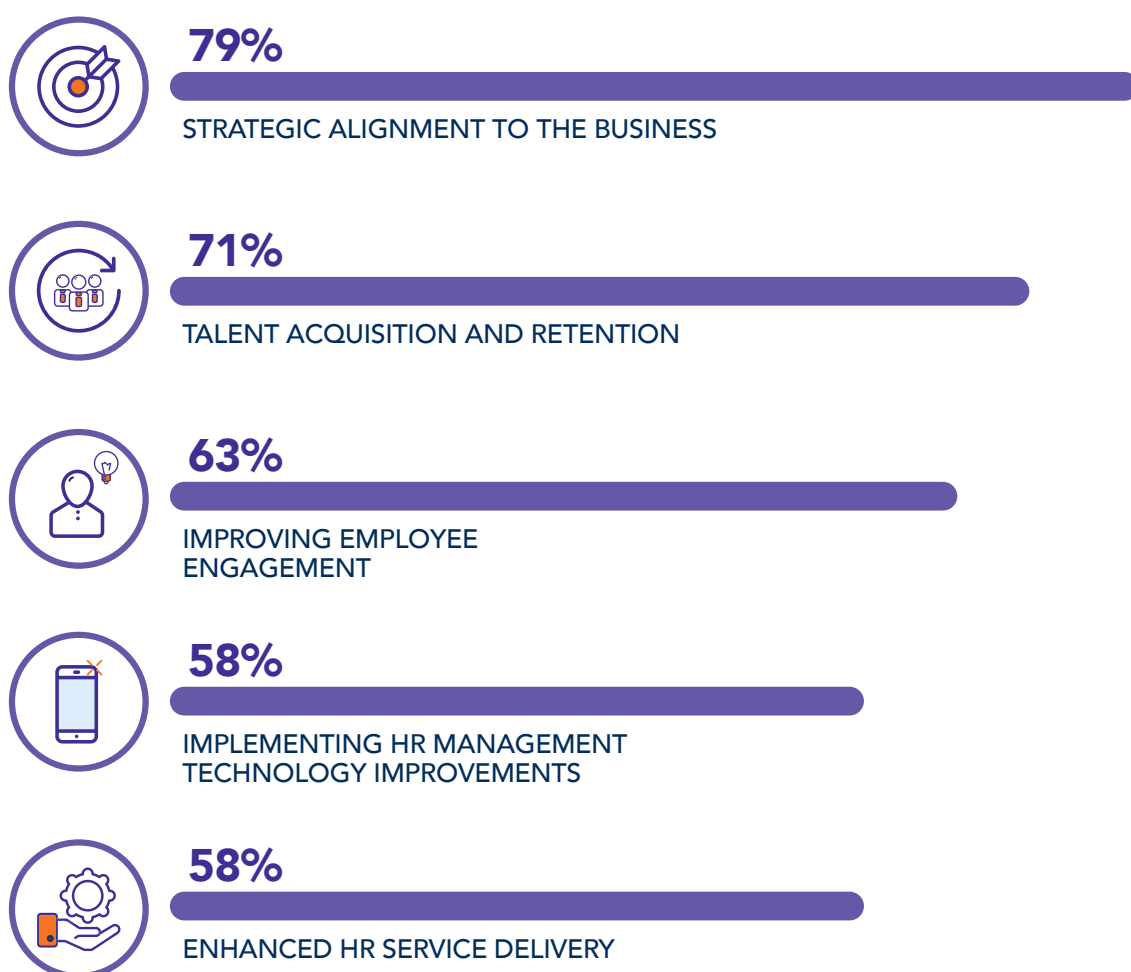 79%
STRATEGIC ALIGNMENT TO THE BUSINESS
71%
TALENT ACQUISITION AND RETENTION
63%
IMPROVING EMPLOYEE
ENGAGEMENT
58%
IMPLEMENTING HR MANAGEMENT
TECHNOLOGY IMPROVEMENTS
58%
ENHANCED HR SERVICE DELIVERY